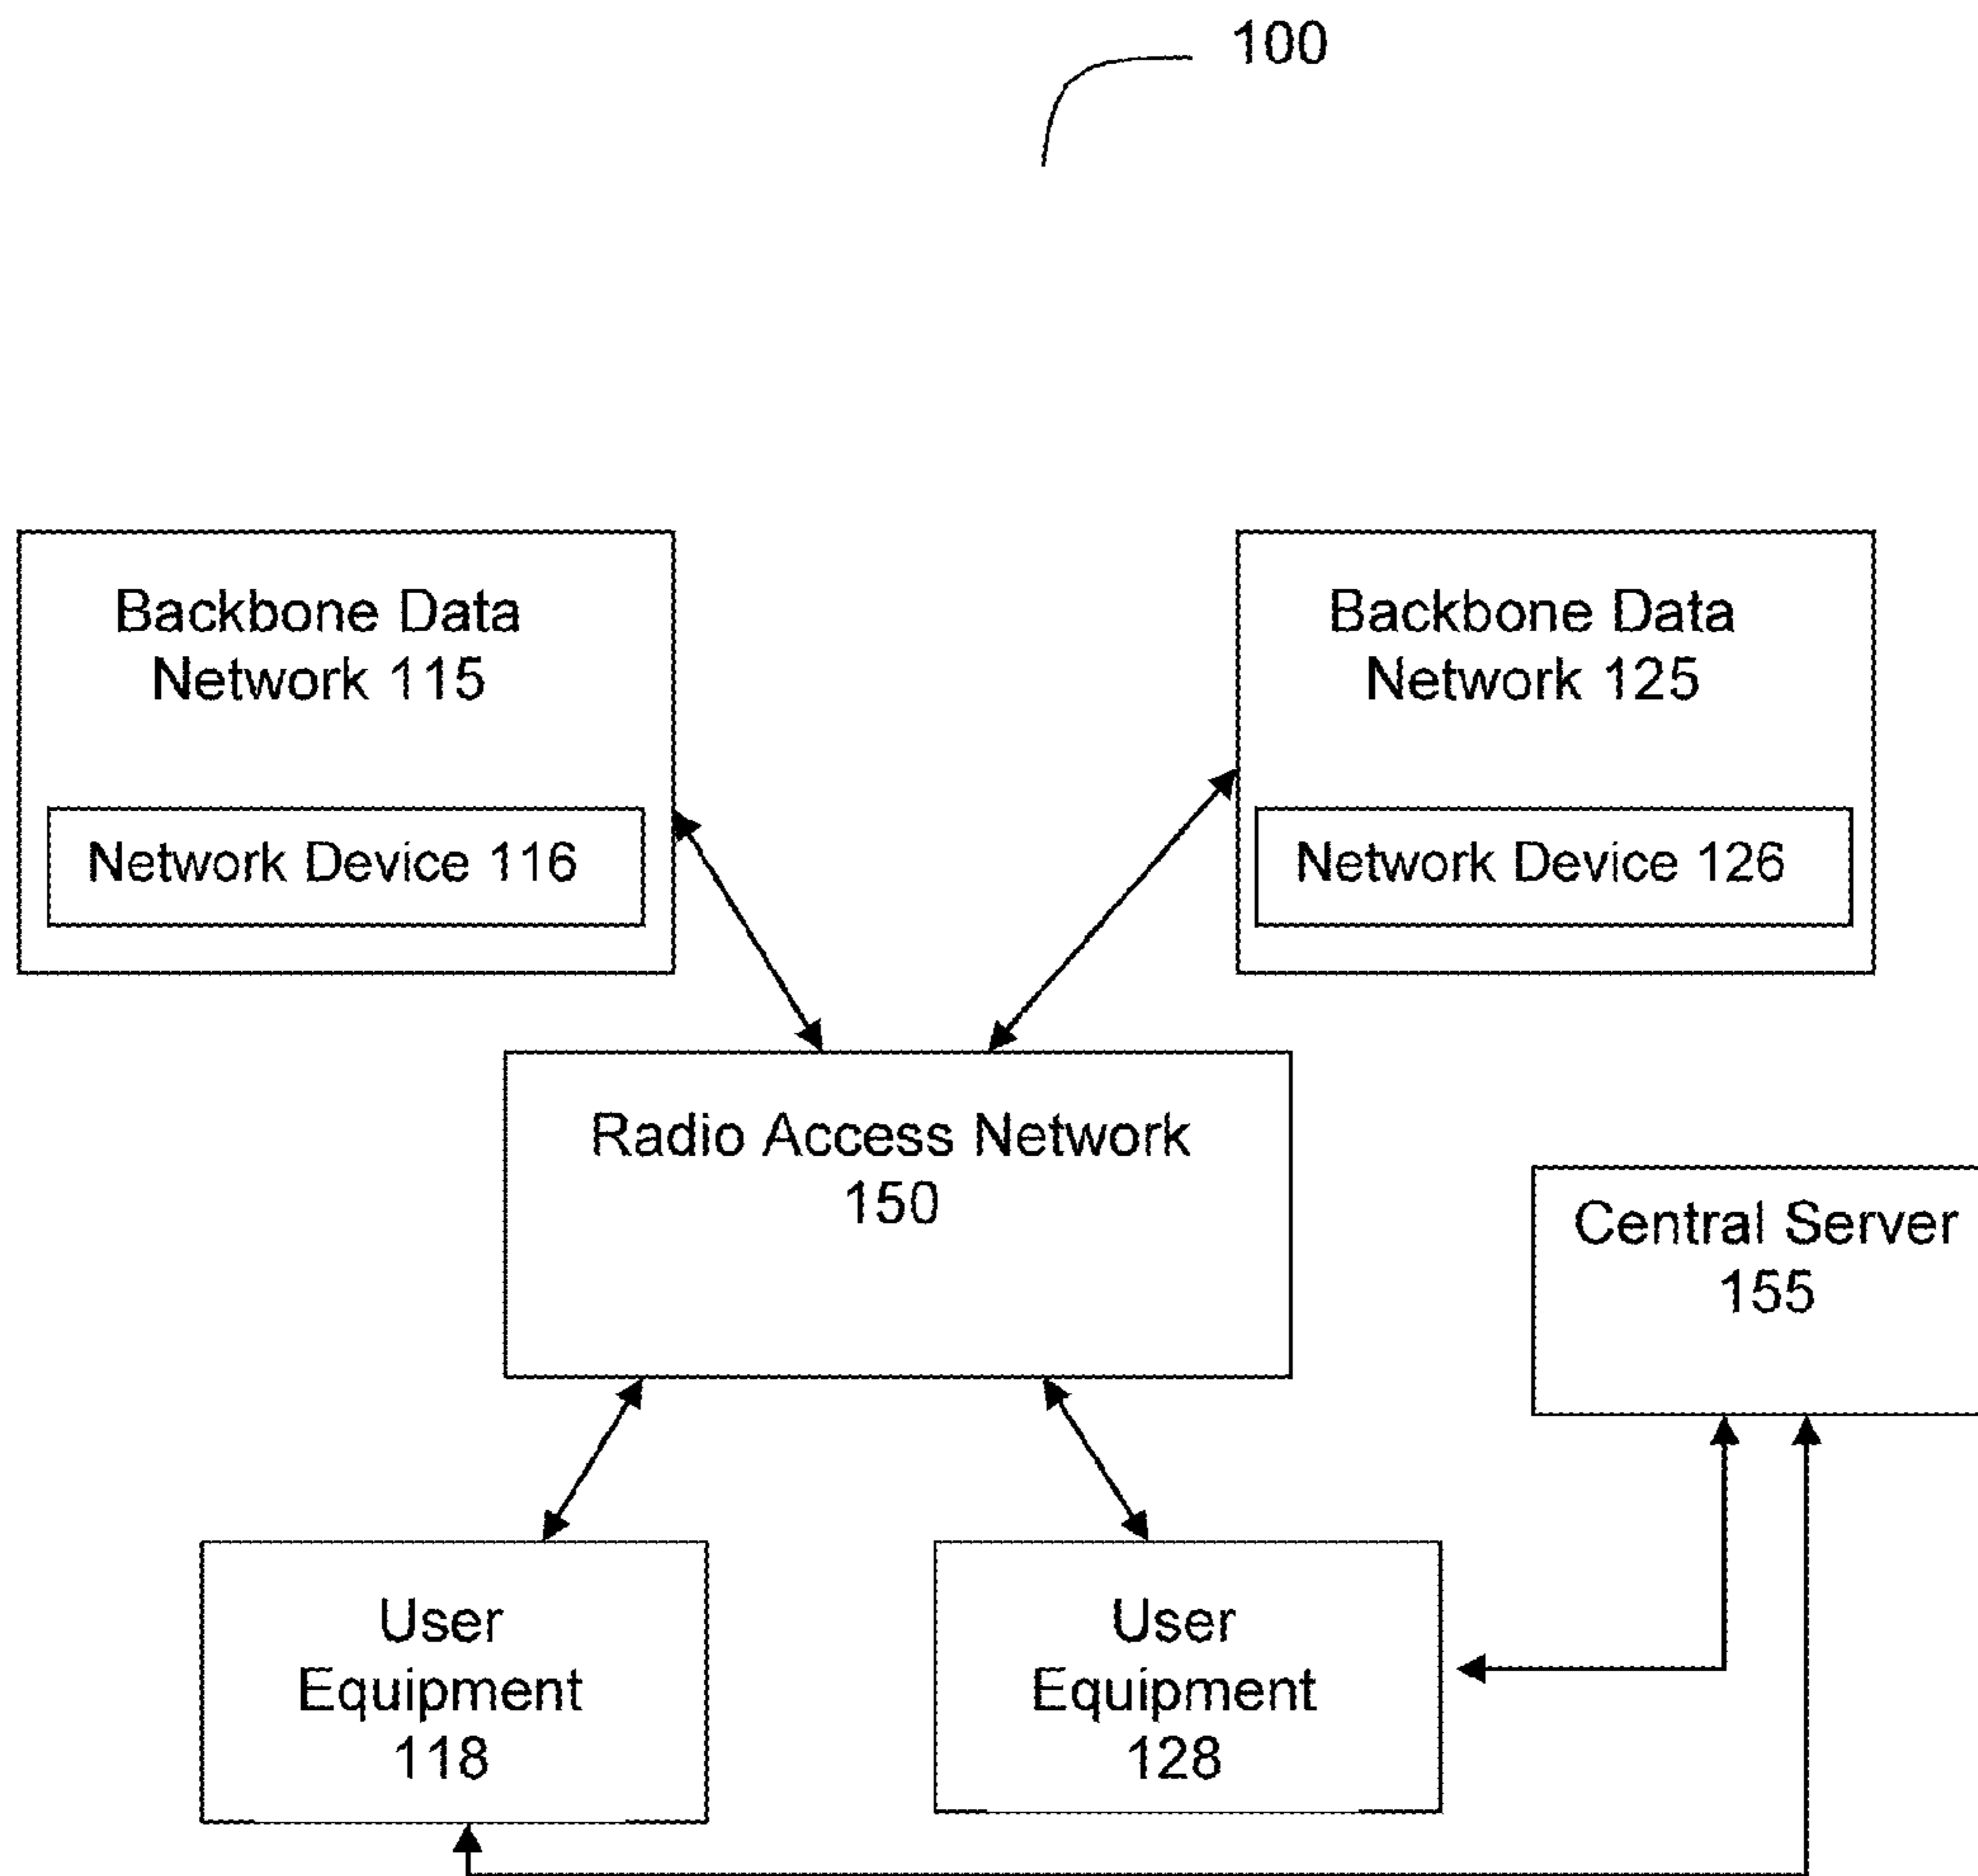 100
Backbone Data
Network 115
Network Device 116
Backbone Data
Network 125
Network Device 126
Radio Access Network
150
Central Server
155
User
Equipment
118
User
Equipment
128